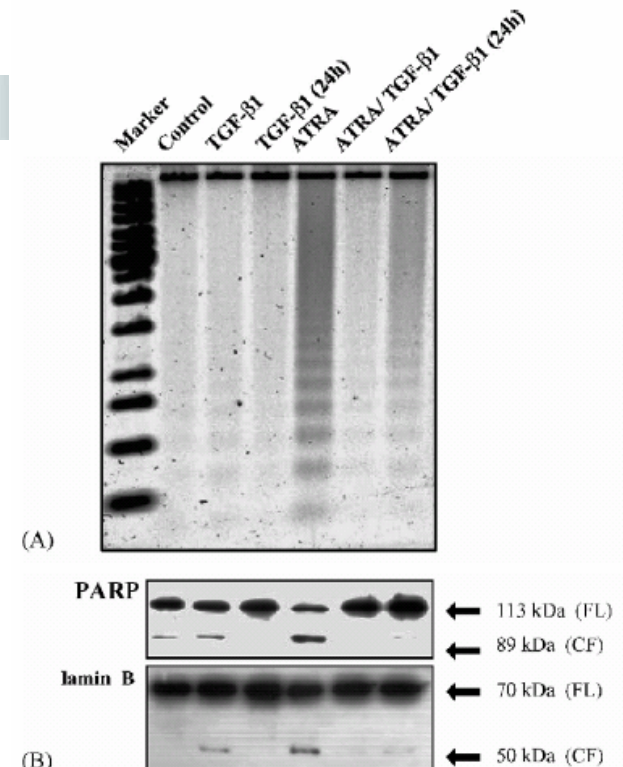 Marker Control TGF-β1 TGF-β1 (24h) ATRA ATRA/ TGF-β1 ATRA/ TGF-β1 (24h)
(A)
PARP
113 kDa (FL)
89 kDa (CF)
lamin B
70 kDa (FL)
50 kDa (CF)
(B)